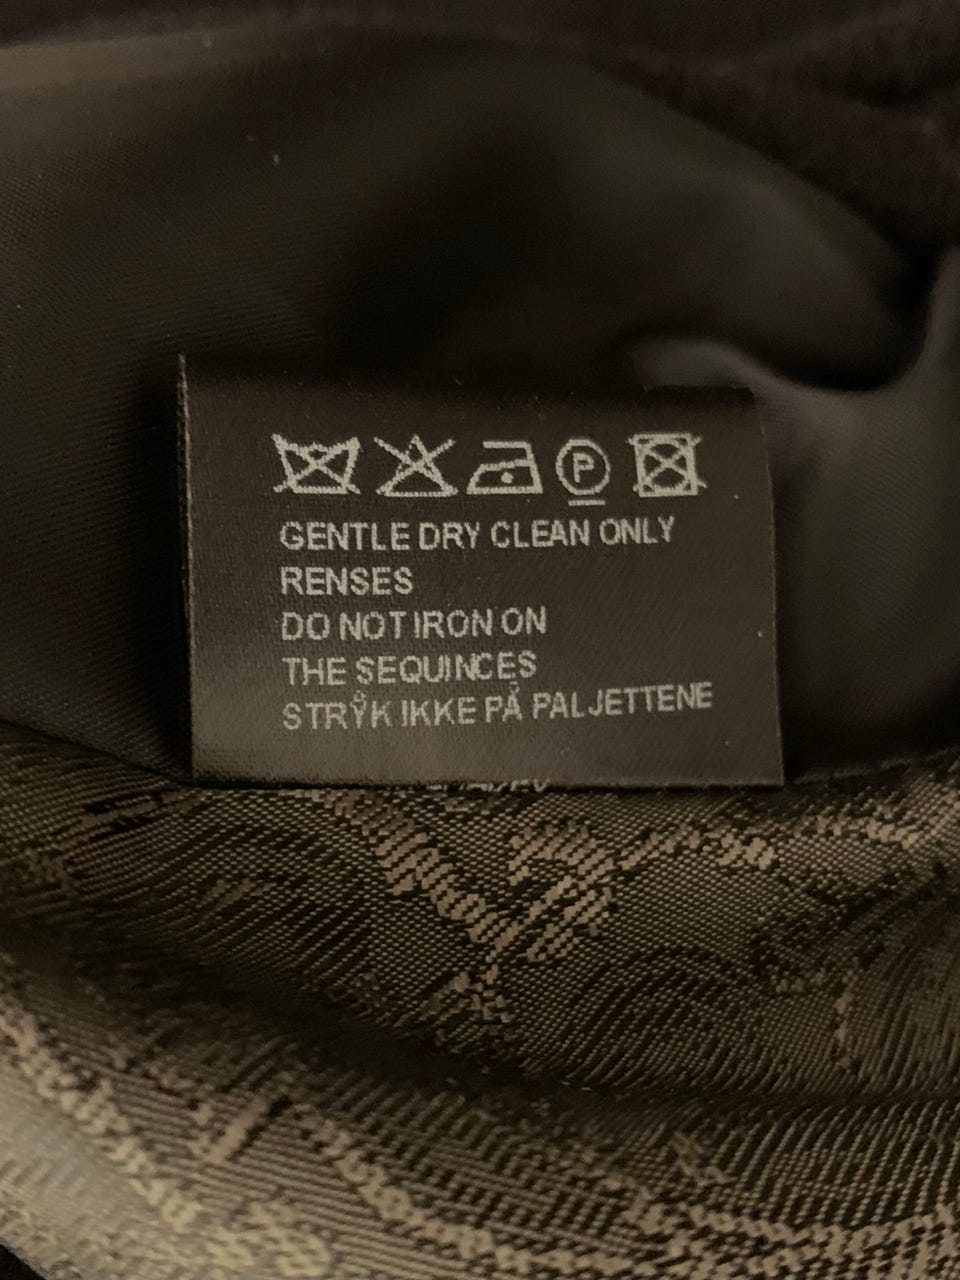 P
GENTLE DRY CLEAN ONLY
RENSES
DO NOT IRON ON
THE SEQUINCES
STRYK IKKE PÅ PALJETTENE